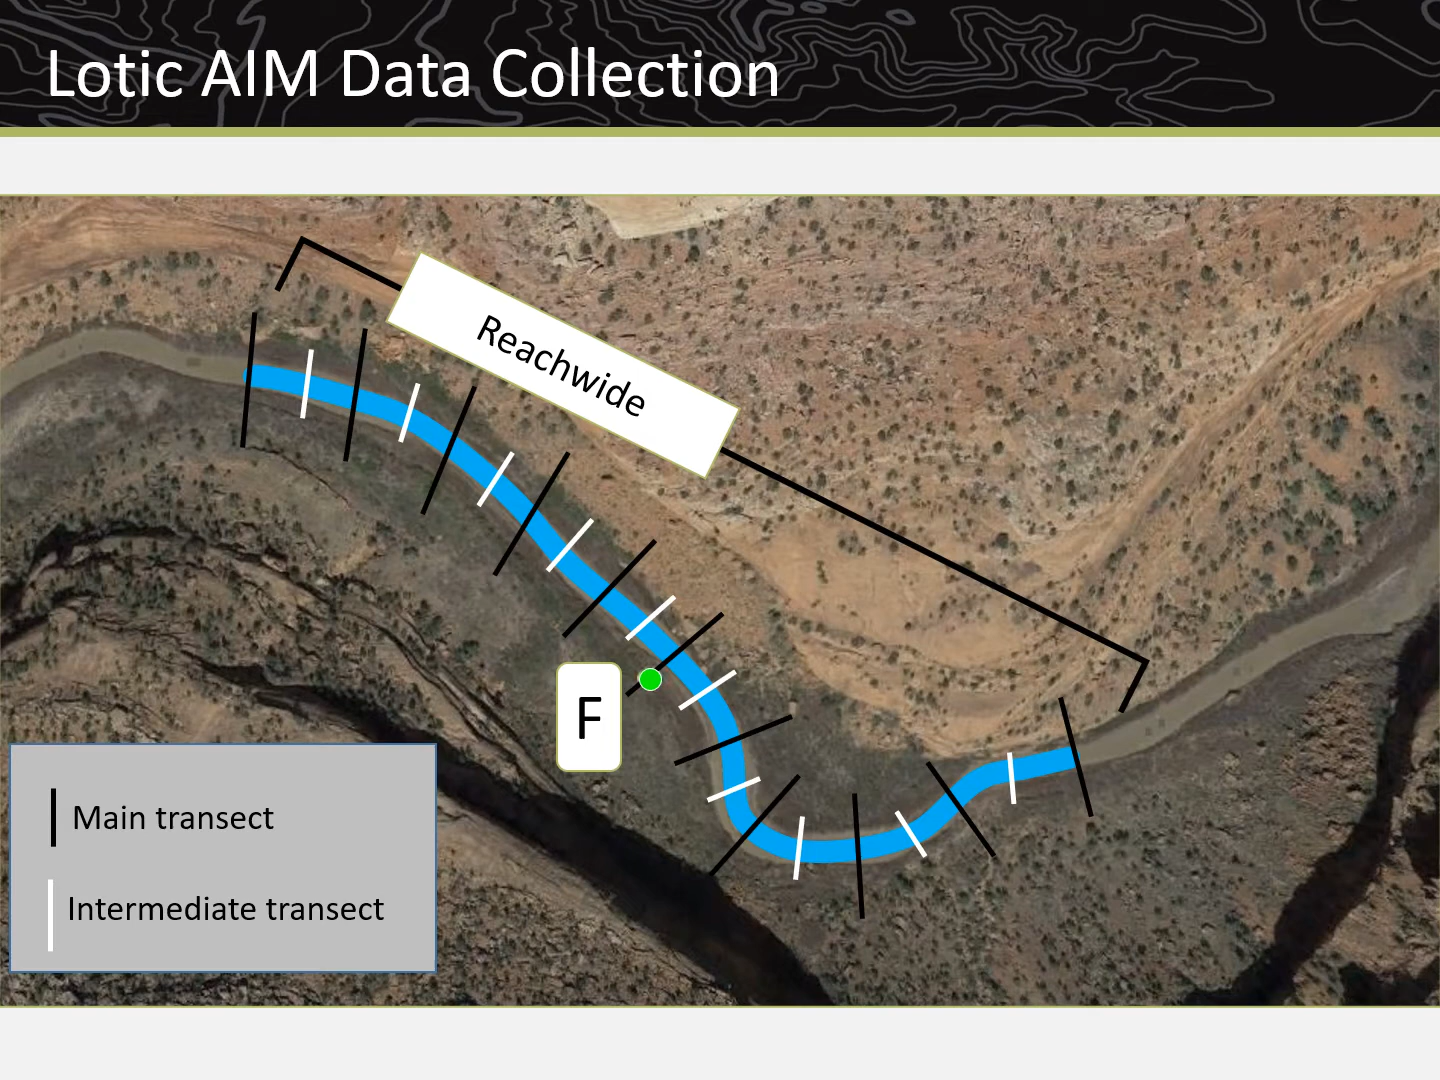 Lotic AIM Data Collection
Reachwide
F
Main transect
Intermediate transect